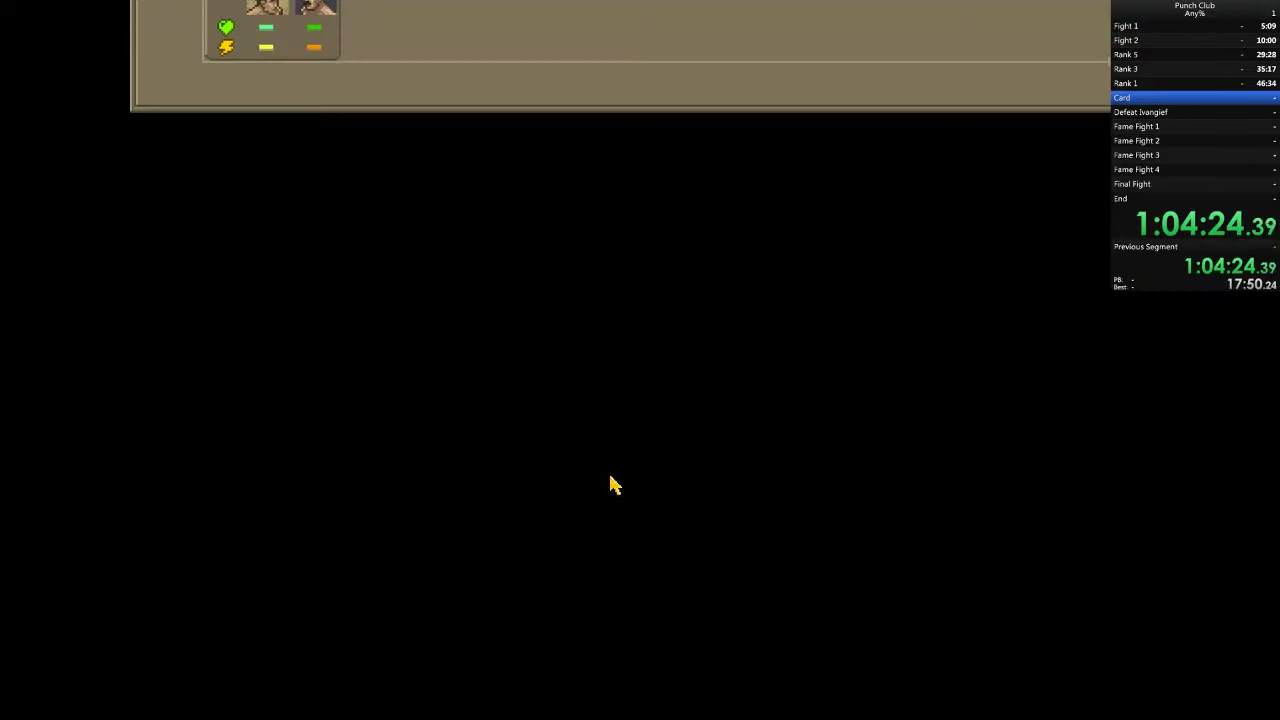 Punch Club
Any% 1
Fight 1 - 5:09
Fight 2 - 10:00
Rank 5 - 29:28
Rank 3 - 35:17
Rank 1 - 46:34
Card -
Defeat Ivangief -
Fame Fight 1 -
Fame Fight 2 -
Fame Fight 3 -
Fame Fight 4 -
Final Fight -
End -
1:04:24.39
Previous Segment -
1:04:24.39
PB: -
Best: - 17:50.24